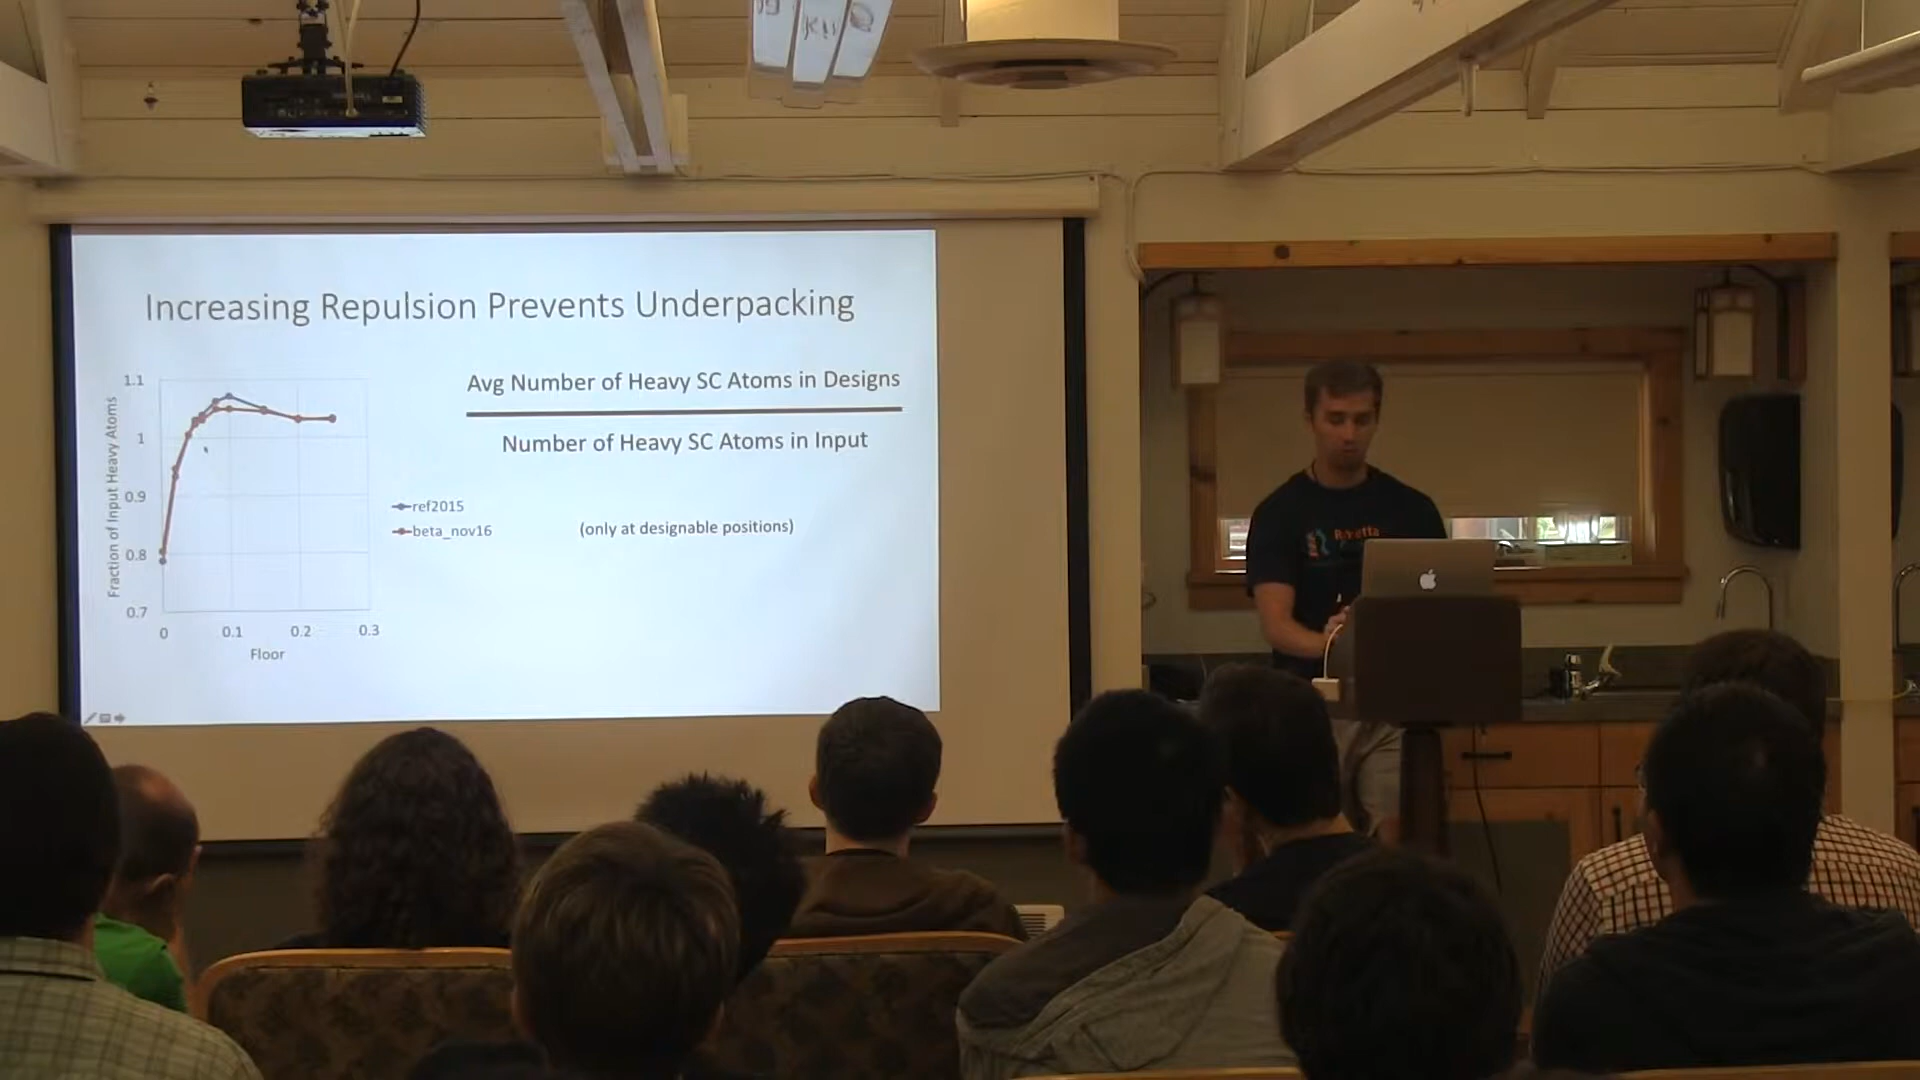 Increasing Repulsion Prevents Underpacking
Avg Number of Heavy SC Atoms in Designs
Number of Heavy SC Atoms in Input
(only at designable positions)
Fraction of Input Heavy Atoms
1.1
1
0.9
0.8
0.7
0
0.1
0.2
0.3
Floor
ref2015
beta_nov16